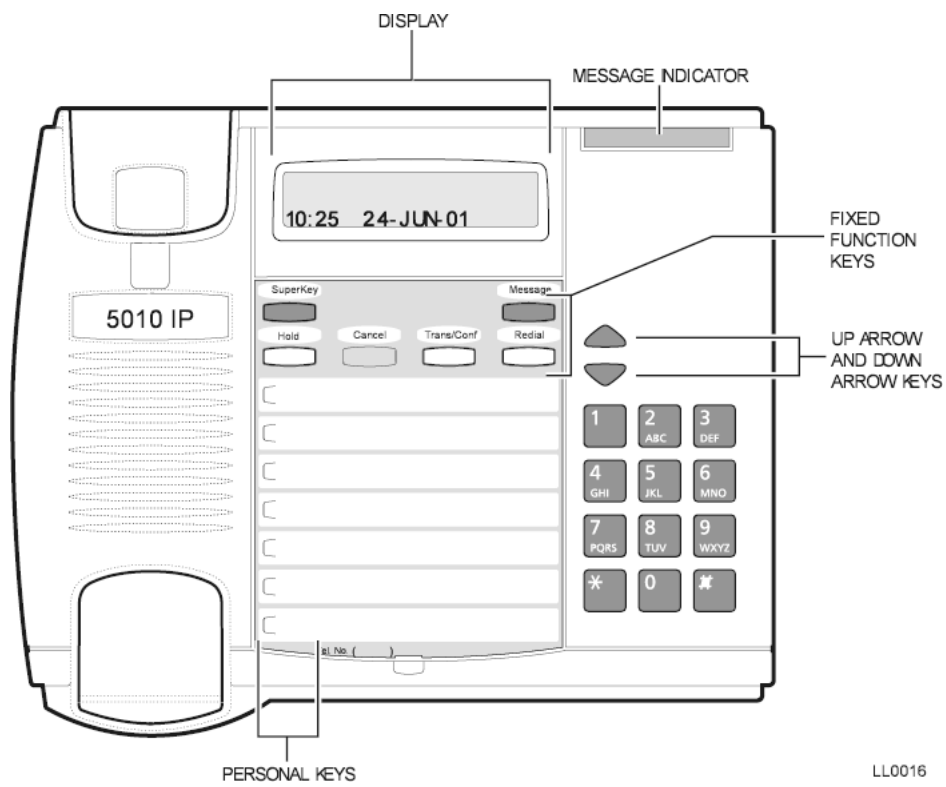 DISPLAY
MESSAGE INDICATOR
10:25 24-JUN-01
FIXED
FUNCTION
KEYS
SuperKey
Message
5010 IP
Hold
Cancel
Trans/Conf
Redial
UP ARROW
AND DOWN
ARROW KEYS
1
2
ABC
3
DEF
4
GHI
5
JKL
6
MNO
7
PQRS
8
TUV
9
WXYZ
*
0
#
el. No. ( )
PERSONAL KEYS
LL0016